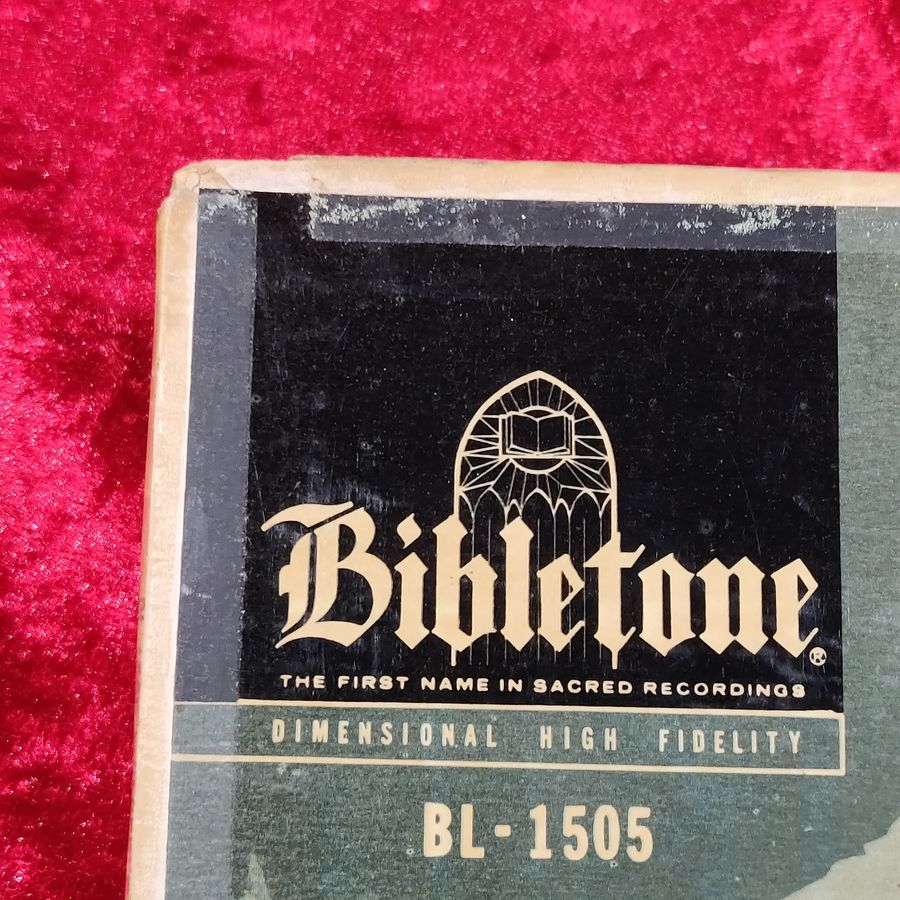 Bibletone®
THE FIRST NAME IN SACRED RECORDINGS
DIMENSIONAL HIGH FIDELITY
BL-1505